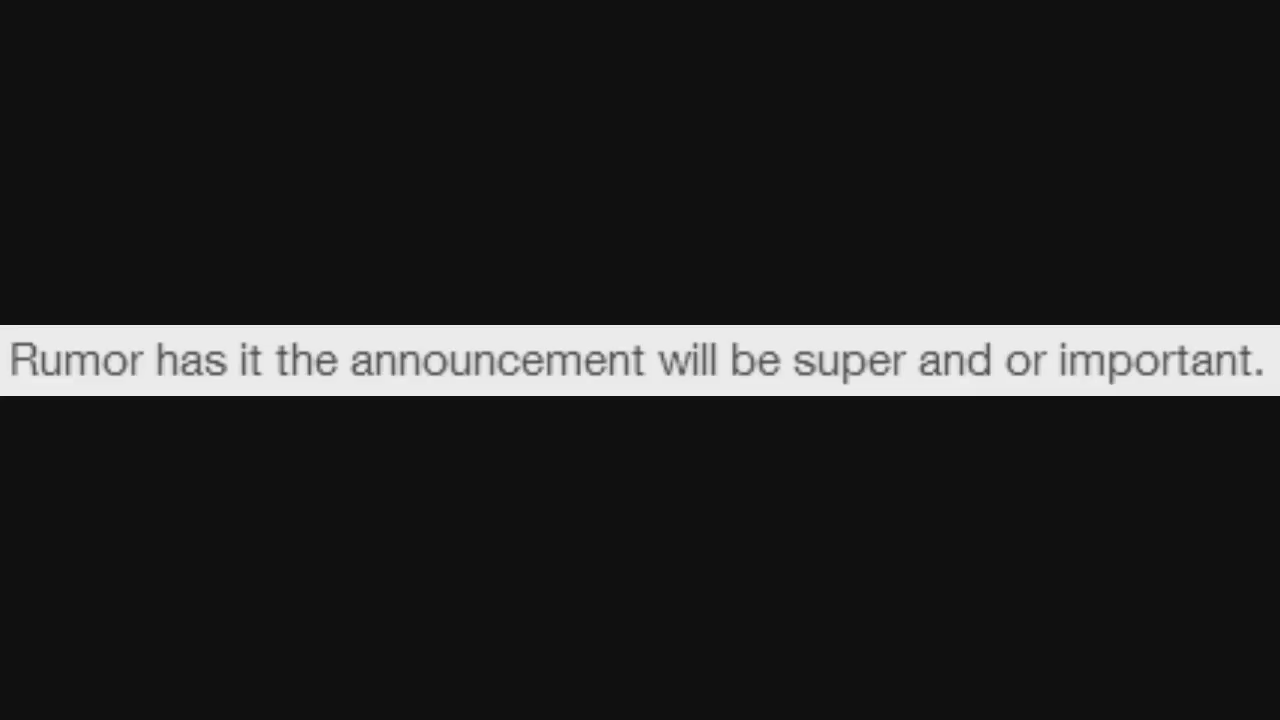 Rumor has it the announcement will be super and or important.